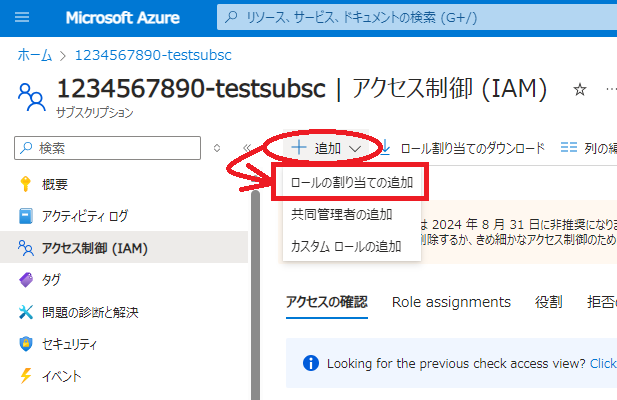 Microsoft Azure
リソース、サービス、ドキュメントの検索 (G+/)
ホーム > 1234567890-testsubsc
1234567890-testsubsc | アクセス制御 (IAM)
サブスクリプション
検索
追加
ロール割り当てのダウンロード
列の編
ロールの割り当ての追加
共同管理者の追加
カスタム ロールの追加
は 2024 年 8 月 31 日に非推奨になりま
削除するか、きめ細かなアクセス制御のため
概要
アクティビティ ログ
アクセス制御 (IAM)
タグ
問題の診断と解決
セキュリティ
イベント
アクセスの確認 Role assignments 役割 拒否の
Looking for the previous check access view? Click